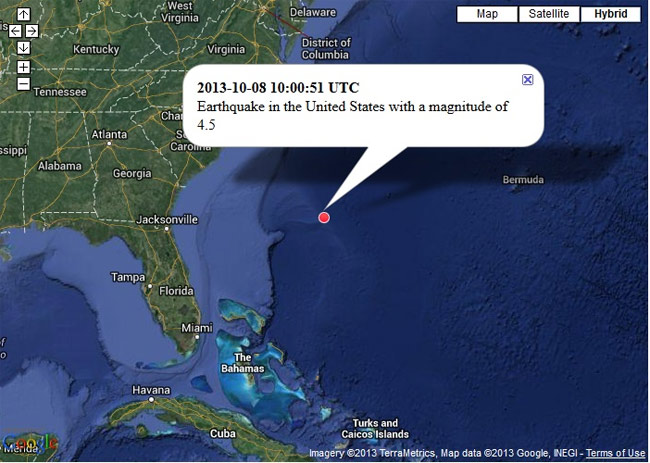 West
Virginia
Delaware
Map Satellite Hybrid
Kentucky
Virginia
District of
Columbia
2013-10-08 10:00:51 UTC
Earthquake in the United States with a magnitude of
4.5
Tennessee
Atlanta
Alabama
Georgia
Carolina
Bermuda
Jacksonville
Tampa
Florida
Miami
The
Bahamas
Havana
Cuba
Turks and
Caicos Islands
Google
Mérida
Imagery ©2013 TerraMetrics, Map data ©2013 Google, INEGI - Terms of Use